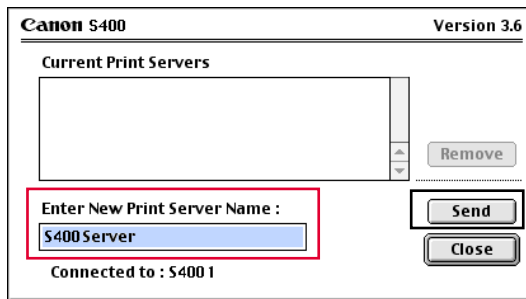 Canon S400 Version 3.6
Current Print Servers
Remove
Enter New Print Server Name :
Send
S400 Server
Close
Connected to : S400 1